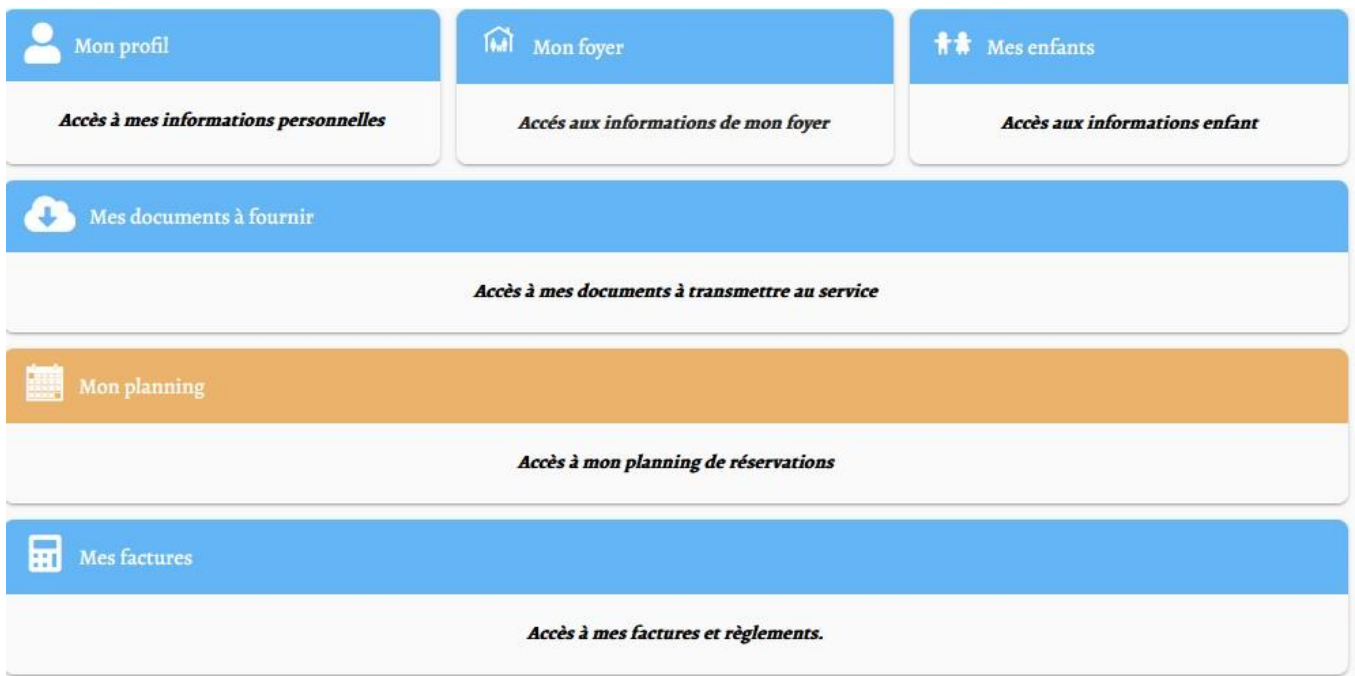 Mon profil
Accès à mes informations personnelles
Mon foyer
Accés aux informations de mon foyer
Mes enfants
Accès aux informations enfant
Mes documents à fournir
Accès à mes documents à transmettre au service
Mon planning
Accès à mon planning de réservations
Mes factures
Accès à mes factures et règlements.